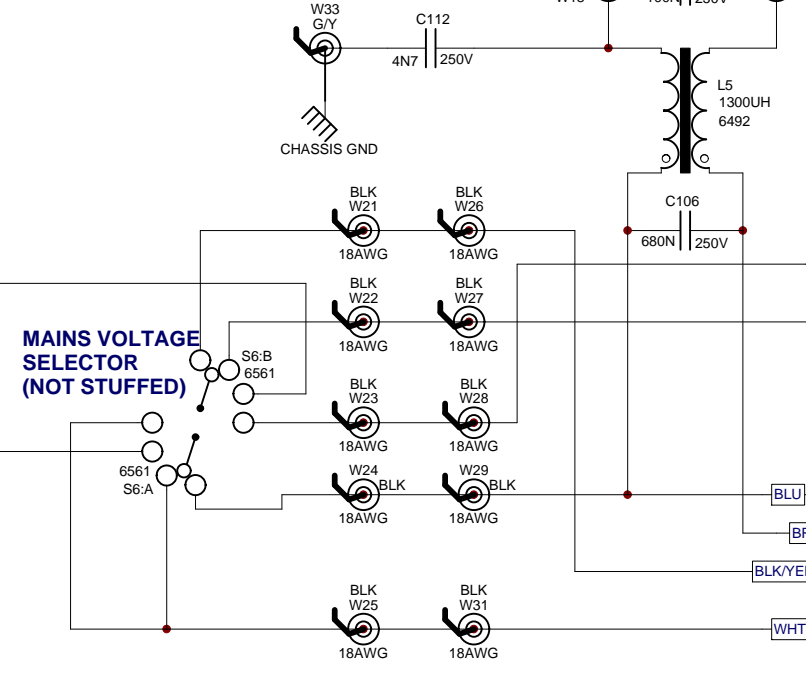 W33
G/Y
C112
4N7
250V
CHASSIS GND
L5
1300UH
6492
C106
680N
250V
BLK
W21
18AWG
BLK
W26
18AWG
BLK
W22
18AWG
BLK
W27
18AWG
MAINS VOLTAGE
SELECTOR
(NOT STUFFED)
S6:B
6561
BLK
W23
18AWG
BLK
W28
18AWG
6561
S6:A
W24
BLK
18AWG
W29
BLK
18AWG
BLU
BLK/YE
BLK
W25
18AWG
BLK
W31
18AWG
WHT